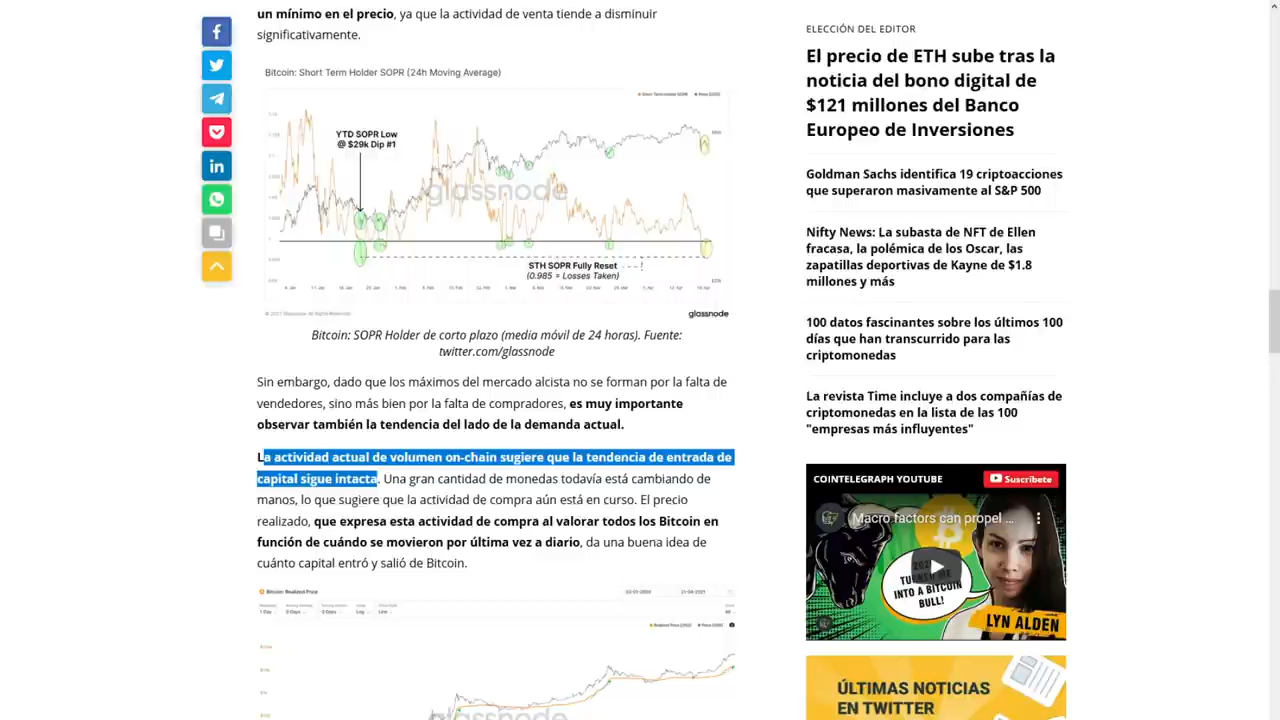 un mínimo en el precio, ya que la actividad de venta tiende a disminuir
significativamente.
Bitcoin: Short Term Holder SOPR (24h Moving Average)
YTD SOPR Low
@ $29k Dip #1
glassnode
STH SOPR Fully Reset
(0.985 = Losses Taken)
glassnode
Bitcoin: SOPR Holder de corto plazo (media móvil de 24 horas). Fuente:
twitter.com/glassnode
Sin embargo, dado que los máximos del mercado alcista no se forman por la falta de
vendedores, sino más bien por la falta de compradores, es muy importante
observar también la tendencia del lado de la demanda actual.
La actividad actual de volumen on-chain sugiere que la tendencia de entrada de
capital sigue intacta. Una gran cantidad de monedas todavía está cambiando de
manos, lo que sugiere que la actividad de compra aún está en curso. El precio
realizado, que expresa esta actividad de compra al valorar todos los Bitcoin en
función de cuándo se movieron por última vez a diario, da una buena idea de
cuánto capital entró y salió de Bitcoin.
Bitcoin: Realized Price
glassnode
ELECCIÓN DEL EDITOR
El precio de ETH sube tras la
noticia del bono digital de
$121 millones del Banco
Europeo de Inversiones
Goldman Sachs identifica 19 criptoacciones
que superaron masivamente al S&P 500
Nifty News: La subasta de NFT de Ellen
fracasa, la polémica de los Oscar, las
zapatillas deportivas de Kayne de $1.8
millones y más
100 datos fascinantes sobre los últimos 100
días que han transcurrido para las
criptomonedas
La revista Time incluye a dos compañías de
criptomonedas en la lista de las 100
"empresas más influyentes"
COINTELEGRAPH YOUTUBE
Suscríbete
Macro factors can propel ...
INTO A BITCOIN
BULL!
LYN ALDEN
ÚLTIMAS NOTICIAS
EN TWITTER